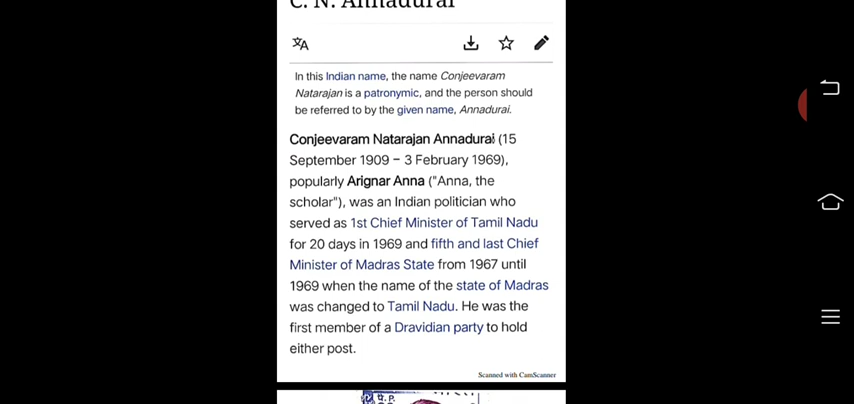 C. N. Annadurai
In this Indian name, the name Conjeevaram
Natarajan is a patronymic, and the person should
be referred to by the given name, Annadurai.
Conjeevaram Natarajan Annadurai (15
September 1909 – 3 February 1969),
popularly Arignar Anna ("Anna, the
scholar"), was an Indian politician who
served as 1st Chief Minister of Tamil Nadu
for 20 days in 1969 and fifth and last Chief
Minister of Madras State from 1967 until
1969 when the name of the state of Madras
was changed to Tamil Nadu. He was the
first member of a Dravidian party to hold
either post.
Scanned with CamScanner